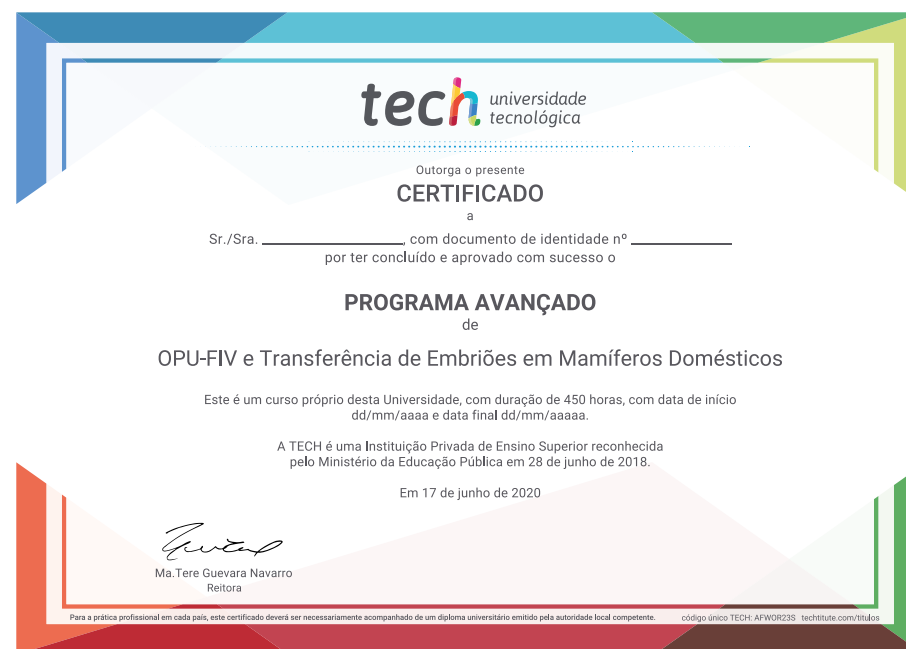 tech universidade
tecnológica
Outorga o presente
CERTIFICADO
a
Sr./Sra. , com documento de identidade nº
por ter concluído e aprovado com sucesso o
PROGRAMA AVANÇADO
de
OPU-FIV e Transferência de Embriões em Mamíferos Domésticos
Este é um curso próprio desta Universidade, com duração de 450 horas, com data de início
dd/mm/aaaa e data final dd/mm/aaaaa.
A TECH é uma Instituição Privada de Ensino Superior reconhecida
pelo Ministério da Educação Pública em 28 de junho de 2018.
Em 17 de junho de 2020
Ma.Tere Guevara Navarro
Reitora
Para a prática profissional em cada país, este certificado deverá ser necessariamente acompanhado de um diploma universitário emitido pela autoridade local competente. código único TECH: AFWOR23S techtitute.com/titulos